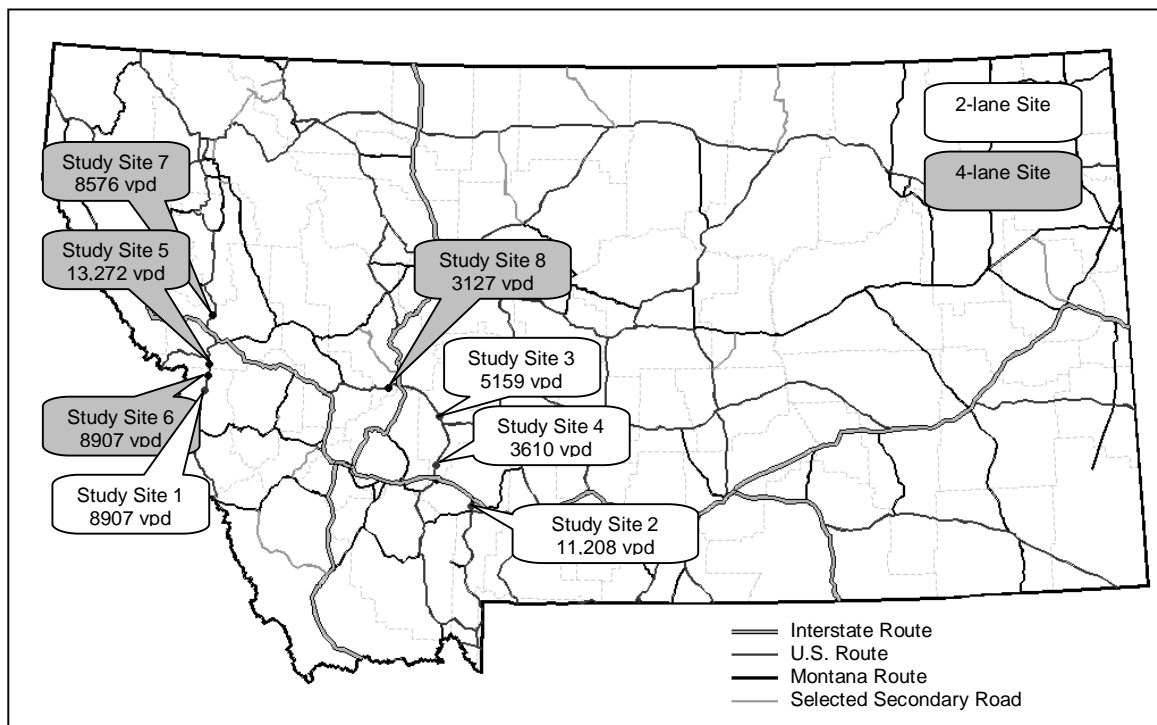 2-lane Site
4-lane Site
Study Site 7
8576 vpd
Study Site 5
13,272 vpd
Study Site 8
3127 vpd
Study Site 3
5159 vpd
Study Site 6
8907 vpd
Study Site 4
3610 vpd
Study Site 1
8907 vpd
Study Site 2
11,208 vpd
Interstate Route
U.S. Route
Montana Route
Selected Secondary Road